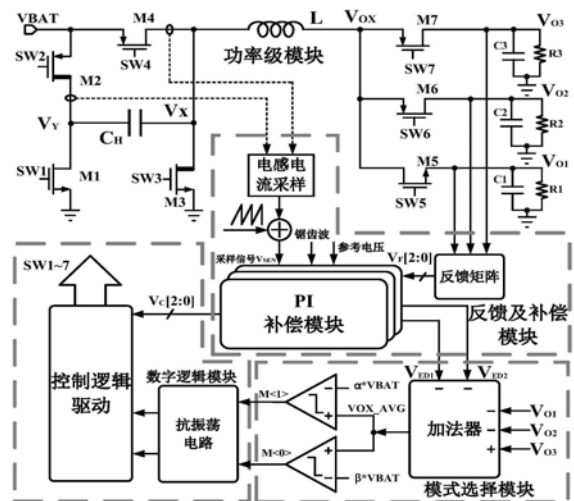 VBAT
M4
L
VOX
M7
VO3
SW2
SW4
功率级模块
C3
R3
M2
SW7
VY
VX
M6
VO2
CH
SW6
C2
R2
SW1
M1
SW3
M3
电感电
流采样
M5
VO1
SW5
C1
R1
锯齿波
参考电压
采样信号VSEN
VF[2:0]
反馈矩阵
SW1~7
VC[2:0]
PI
补偿模块
反馈及补偿
模块
VED1
VED2
控制逻辑
驱动
数字逻辑模块
抗振荡
电路
M<1>
α*VBAT
VOX_AVG
M<0>
β*VBAT
加法器
VO1
VO2
VO3
模式选择模块